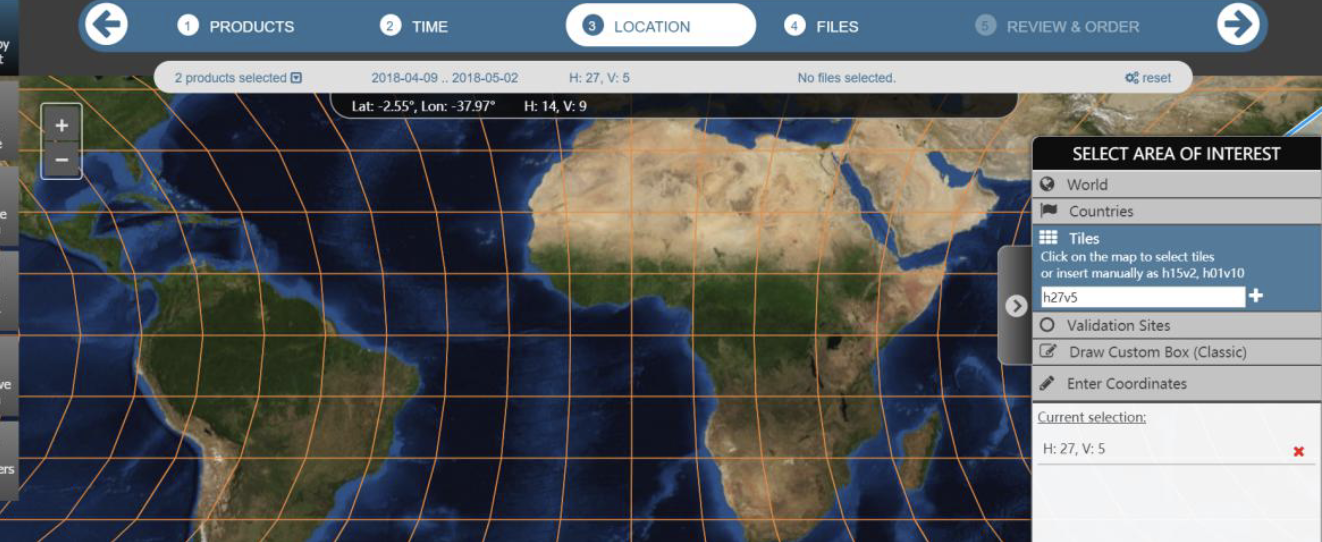 1 PRODUCTS 2 TIME 3 LOCATION 4 FILES 5 REVIEW & ORDER
2 products selected 2018-04-09 .. 2018-05-02 H: 27, V: 5 No files selected. reset
Lat: -2.55°, Lon: -37.97° H: 14, V: 9
+
−
SELECT AREA OF INTEREST
World
Countries
Tiles
Click on the map to select tiles
or insert manually as h15v2, h01v10
h27v5
Validation Sites
Draw Custom Box (Classic)
Enter Coordinates
Current selection:
H: 27, V: 5